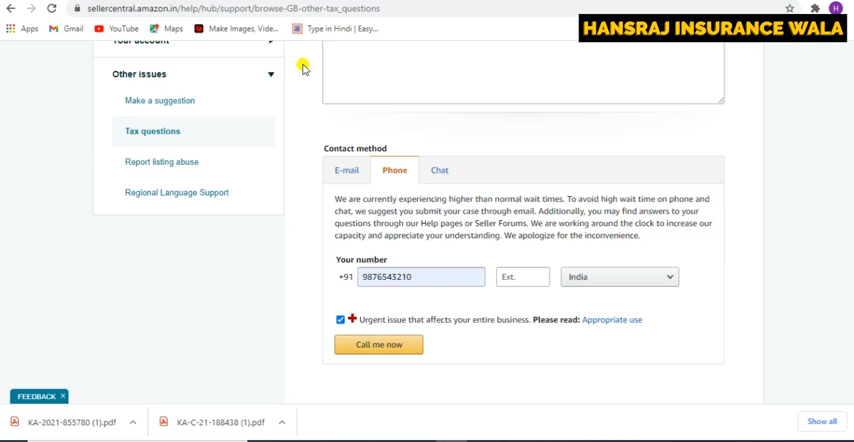 sellercentral.amazon.in/help/hub/support/browse-GB-other-tax_questions
H
Apps
Gmail
YouTube
Maps
Make Images, Vide...
Type in Hindi | Easy...
HANSRAJ INSURANCE WALA
Your account
Other issues
Make a suggestion
Tax questions
Report listing abuse
Regional Language Support
Contact method
E-mail
Phone
Chat
We are currently experiencing higher than normal wait times. To avoid high wait time on phone and
chat, we suggest you submit your case through email. Additionally, you may find answers to your
questions through our Help pages or Seller Forums. We are working around the clock to increase our
capacity and appreciate your understanding. We apologize for the inconvenience.
Your number
+91 9876543210 Ext. India
Urgent issue that affects your entire business. Please read: Appropriate use
Call me now
FEEDBACK
KA-2021-855780 (1).pdf
KA-C-21-188438 (1).pdf
Show all